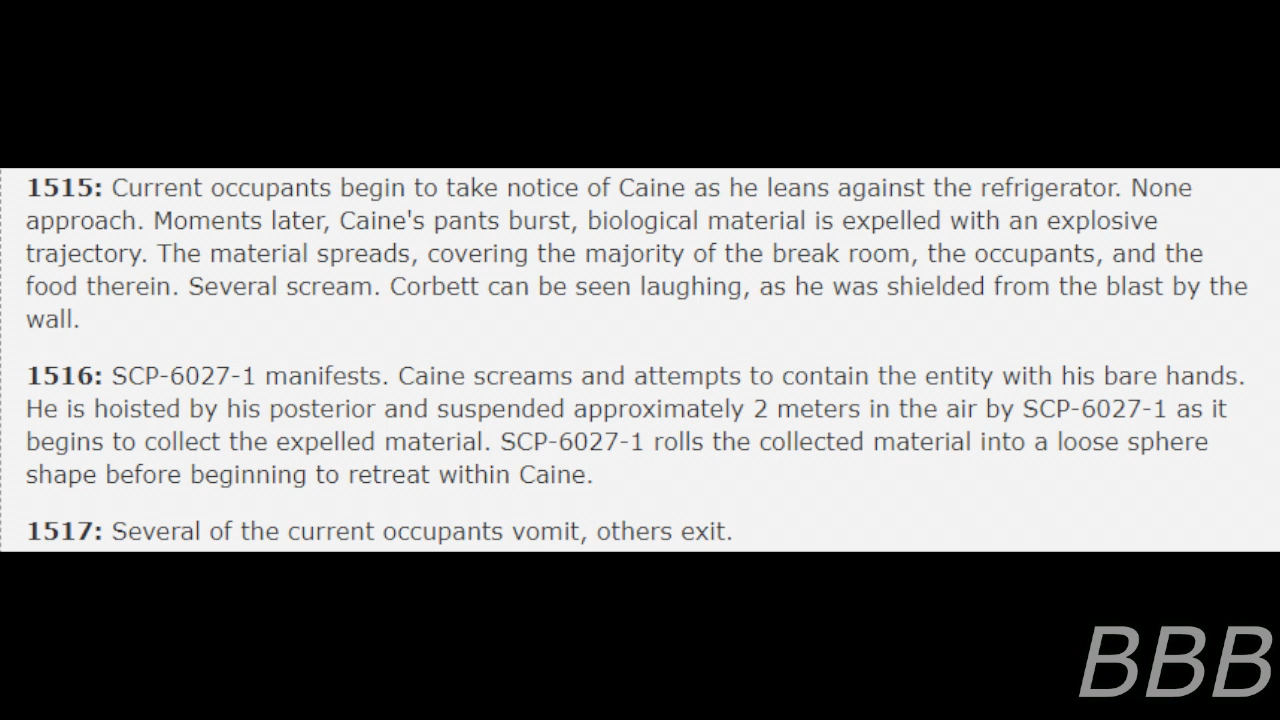 1515: Current occupants begin to take notice of Caine as he leans against the refrigerator. None
approach. Moments later, Caine's pants burst, biological material is expelled with an explosive
trajectory. The material spreads, covering the majority of the break room, the occupants, and the
food therein. Several scream. Corbett can be seen laughing, as he was shielded from the blast by the
wall.
1516: SCP-6027-1 manifests. Caine screams and attempts to contain the entity with his bare hands.
He is hoisted by his posterior and suspended approximately 2 meters in the air by SCP-6027-1 as it
begins to collect the expelled material. SCP-6027-1 rolls the collected material into a loose sphere
shape before beginning to retreat within Caine.
1517: Several of the current occupants vomit, others exit.
BBB